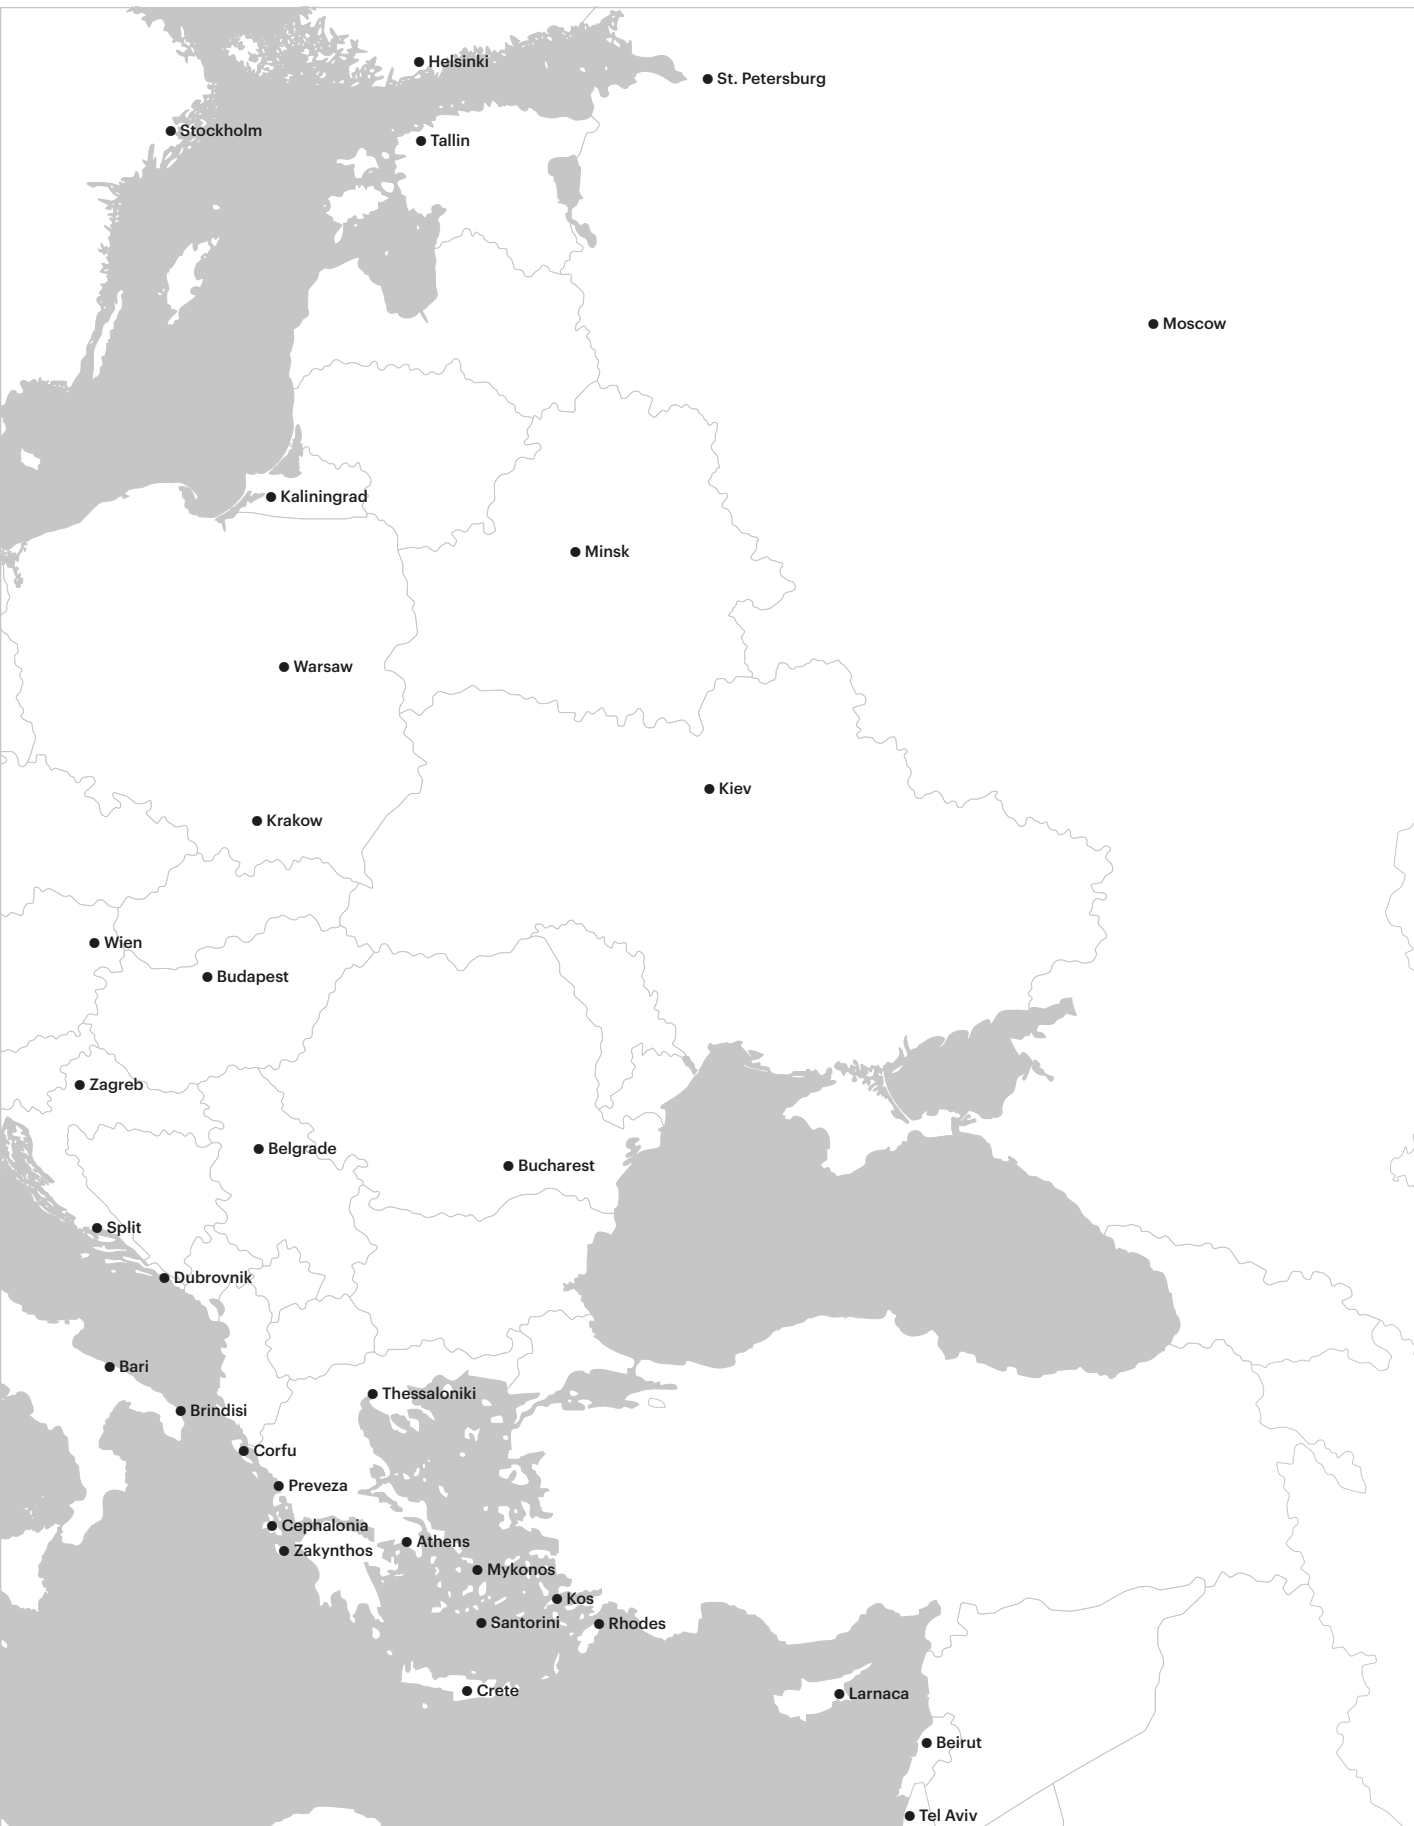 Helsinki
St. Petersburg
Stockholm
Tallin
Moscow
Kaliningrad
Minsk
Warsaw
Kiev
Krakow
Wien
Budapest
Zagreb
Belgrade
Bucharest
Split
Dubrovnik
Bari
Thessaloniki
Brindisi
Corfu
Preveza
Cephalonia
Athens
Zakynthos
Mykonos
Kos
Santorini
Rhodes
Crete
Larnaca
Beirut
Tel Aviv